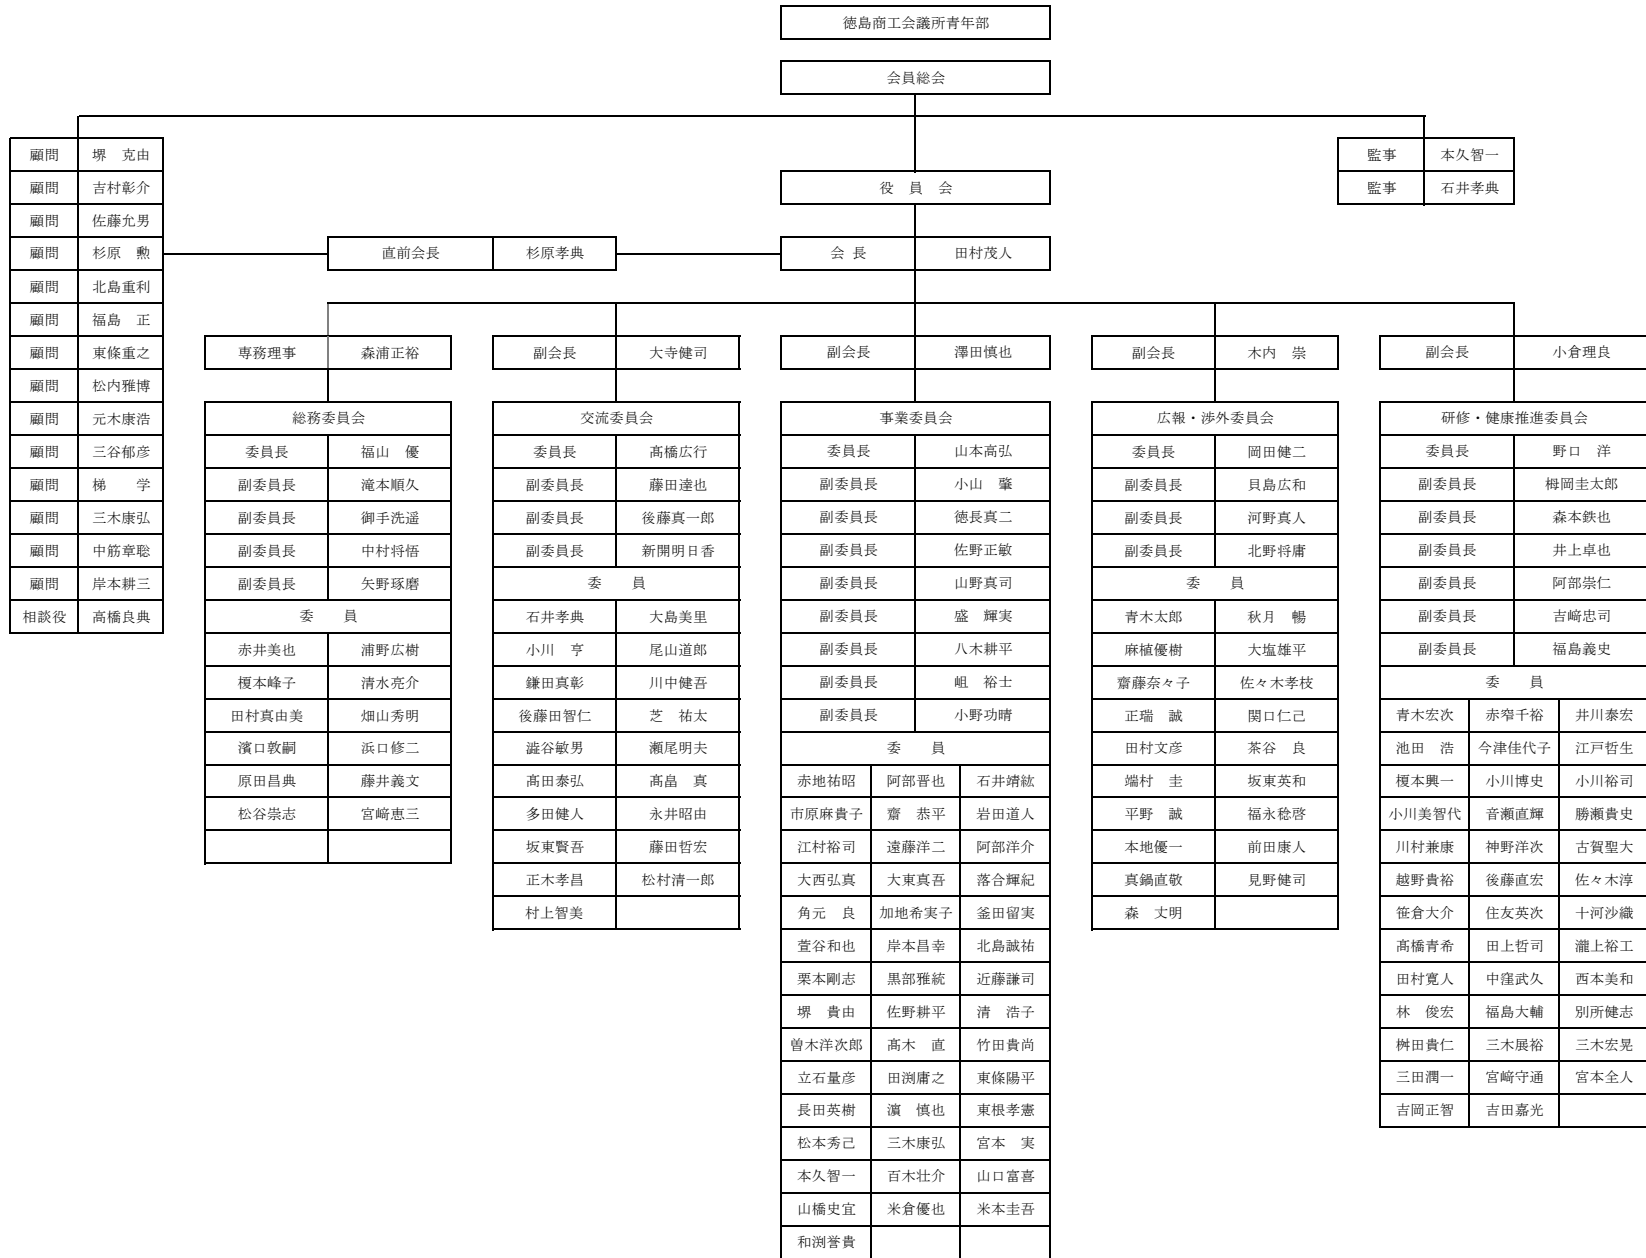 徳島商工会議所青年部
会員総会
顧問 堺　克由
顧問 吉村彰介
顧問 佐藤允男
顧問 杉原　勲
顧問 北島重利
顧問 福島　正
顧問 東條重之
顧問 松内雅博
顧問 元木康浩
顧問 三谷郁彦
顧問 梯　　学
顧問 三木康弘
顧問 中筋章聡
顧問 岸本耕三
相談役 高橋良典
監事 本久智一
監事 石井孝典
役　員　会
直前会長 杉原孝典
会 長 田村茂人
専務理事 森浦正裕
総務委員会
委員長 福山　優
副委員長 滝本順久
副委員長 御手洗遥
副委員長 中村将悟
副委員長 矢野琢磨
委　　員
赤井美也 浦野広樹
榎本峰子 清水亮介
田村真由美 畑山秀明
濱口敦嗣 浜口修二
原田昌典 藤井義文
松谷崇志 宮﨑恵三
副会長 大寺健司
交流委員会
委員長 髙橋広行
副委員長 藤田達也
副委員長 後藤真一郎
副委員長 新開明日香
委　　員
石井孝典 大島美里
小川　亨 尾山道郎
鎌田真彰 川中健吾
後藤田智仁 芝　祐太
澁谷敏男 瀬尾明夫
髙田泰弘 髙畠　真
多田健人 永井昭由
坂東賢吾 藤田哲宏
正木孝昌 松村清一郎
村上智美
副会長 澤田慎也
事業委員会
委員長 山本高弘
副委員長 小山　肇
副委員長 徳長真二
副委員長 佐野正敏
副委員長 山野真司
副委員長 盛　輝実
副委員長 八木耕平
副委員長 岨　裕士
副委員長 小野功晴
委　　員
赤地祐昭 阿部晋也 石井靖紘
市原麻貴子 齋　恭平 岩田道人
江村裕司 遠藤洋二 阿部洋介
大西弘真 大東真吾 落合輝紀
角元　良 加地希実子 釜田留実
萱谷和也 岸本昌幸 北島誠祐
栗本剛志 黒部雅統 近藤謙司
堺　貴由 佐野耕平 清　浩子
曽木洋次郎 髙木　直 竹田貴尚
立石量彦 田渕庸之 東條陽平
長田英樹 濵　慎也 東根孝憲
松本秀己 三木康弘 宮本　実
本久智一 百木壮介 山口富喜
山橋史宜 米倉優也 米本圭吾
和渕誉貴
副会長 木内　崇
広報・渉外委員会
委員長 岡田健二
副委員長 貝島広和
副委員長 河野真人
副委員長 北野将庸
委　　員
青木太郎 秋月　暢
麻植優樹 大塩雄平
齋藤奈々子 佐々木孝枝
正瑞　誠 関口仁己
田村文彦 茶谷　良
端村　圭 坂東英和
平野　誠 福永稔啓
本地優一 前田康人
真鍋直敬 見野健司
森　丈明
副会長 小倉理良
研修・健康推進委員会
委員長 野口　洋
副委員長 栂岡圭太郎
副委員長 森本鉄也
副委員長 井上卓也
副委員長 阿部崇仁
副委員長 吉﨑忠司
副委員長 福島義史
委　　員
青木宏次 赤窄千裕 井川泰宏
池田　浩 今津佳代子 江戸哲生
榎本興一 小川博史 小川裕司
小川美智代 音瀬直輝 勝瀬貴史
川村兼康 神野洋次 古賀聖大
越野貴裕 後藤直宏 佐々木淳
笹倉大介 住友英次 十河沙織
髙橋青希 田上哲司 瀧上裕工
田村寛人 中窪武久 西本美和
林　俊宏 福島大輔 別所健志
桝田貴仁 三木展裕 三木宏晃
三田潤一 宮﨑守通 宮本全人
吉岡正智 吉田嘉光